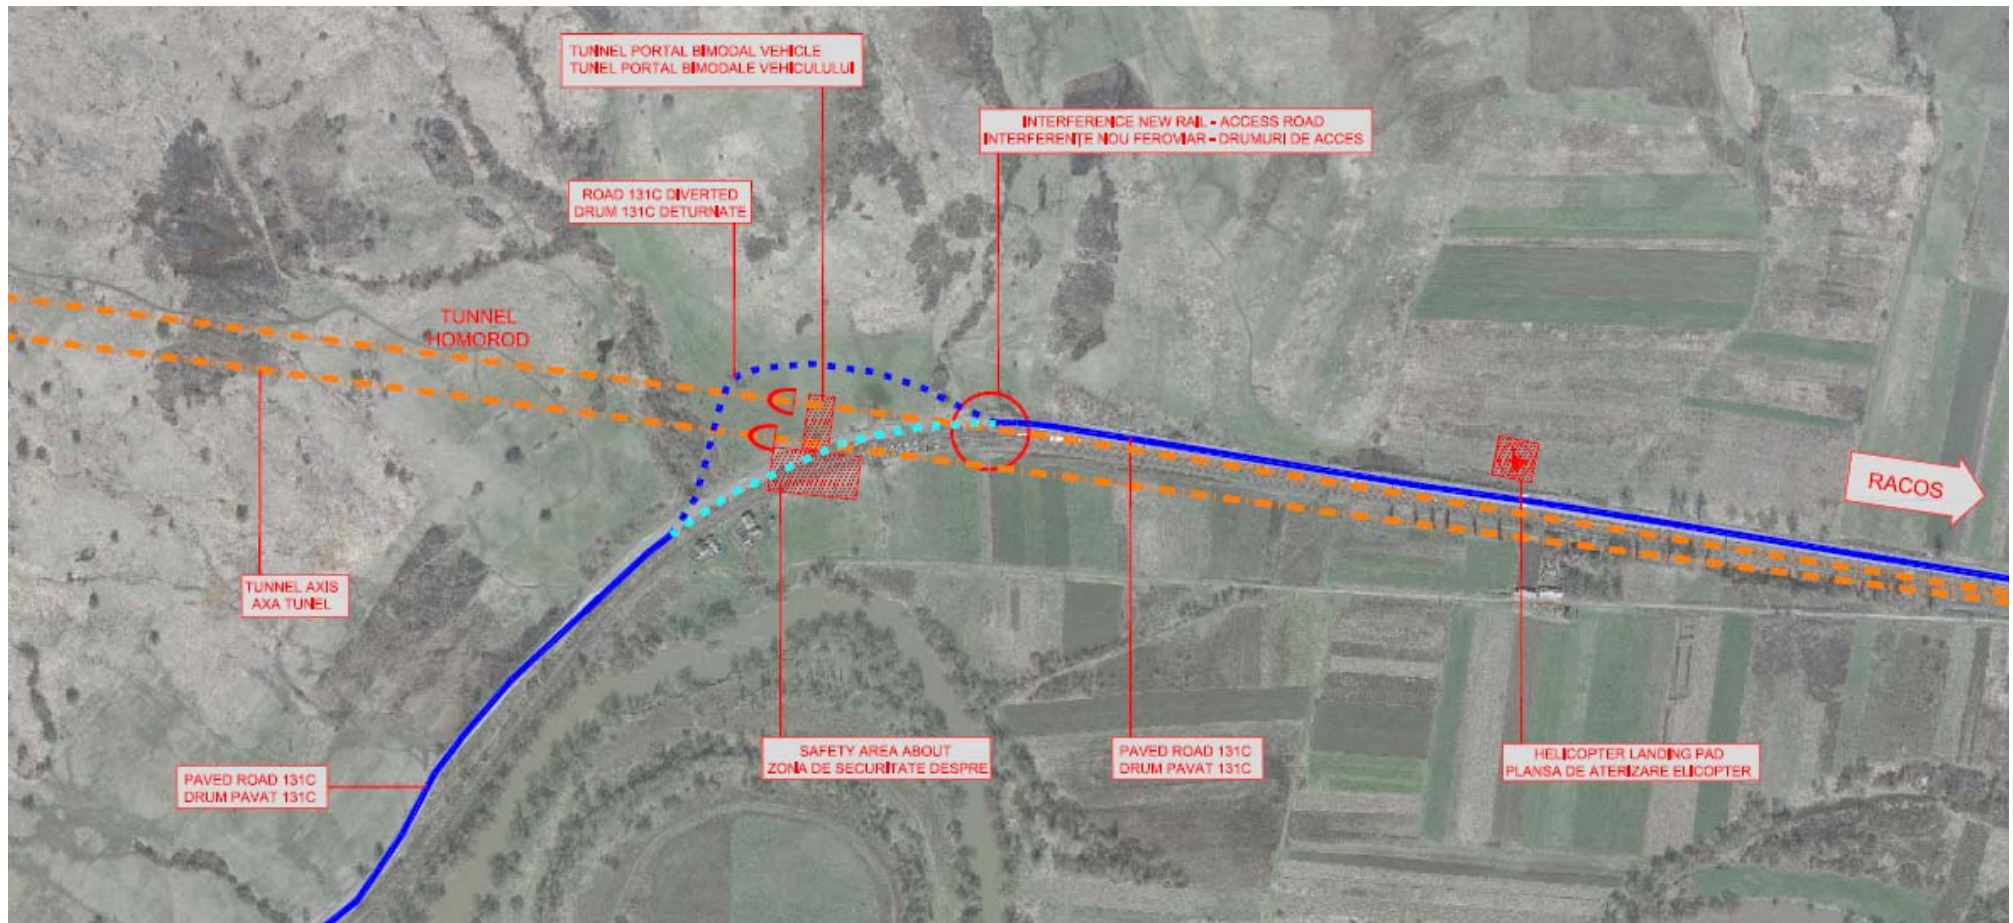 TUNNEL PORTAL BIMODAL VEHICLE
TUNEL PORTAL BIMODALE VEHICULULUI
INTERFERENCE NEW RAIL - ACCESS ROAD
INTERFERENȚE NOU FEROVIAR - DRUMURI DE ACCES
ROAD 131C DIVERTED
DRUM 131C DETURNATE
TUNNEL
HOMOROD
RACOS
TUNNEL AXIS
AXA TUNEL
SAFETY AREA ABOUT
ZONA DE SECURITATE DESPRE
PAVED ROAD 131C
DRUM PAVAT 131C
HELICOPTER LANDING PAD
PLANSA DE ATERIZARE ELICOPTER
PAVED ROAD 131C
DRUM PAVAT 131C